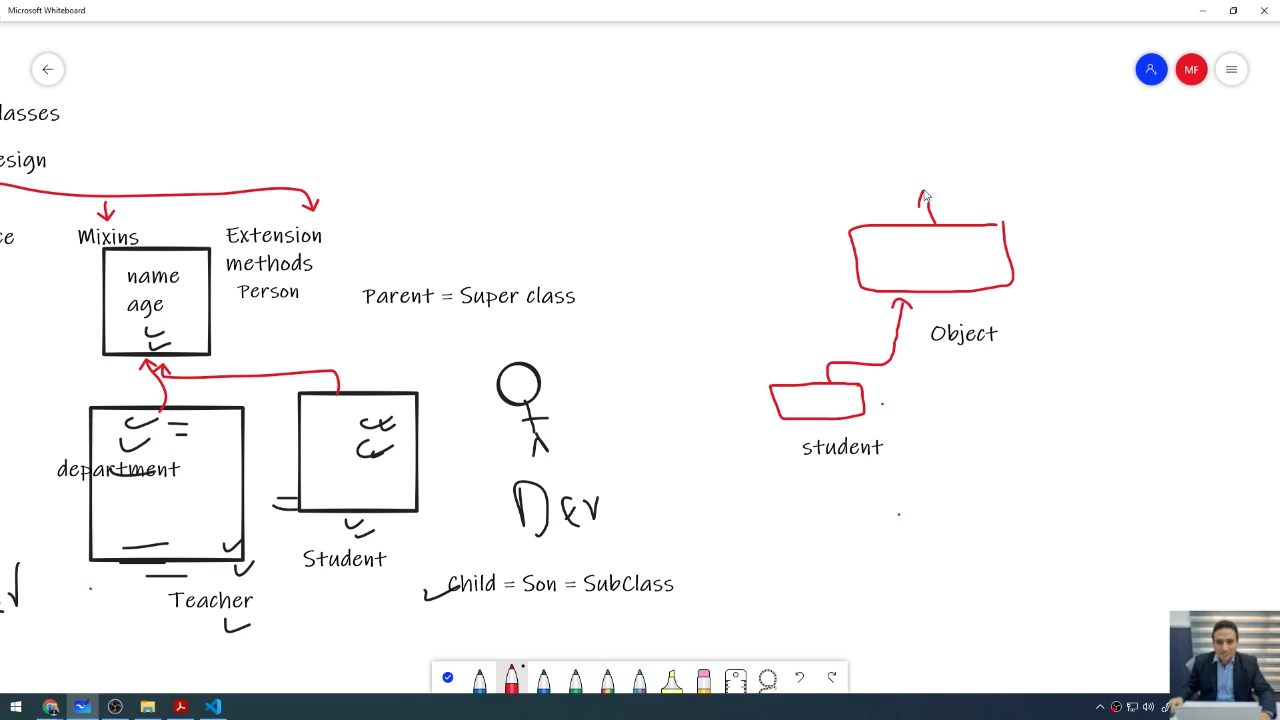 Microsoft Whiteboard
MF
lasses
esign
ce
Mixins
Extension
methods
Person
name
age
Parent = Super class
Object
student
department
Dev
Student
Child = Son = SubClass
Teacher